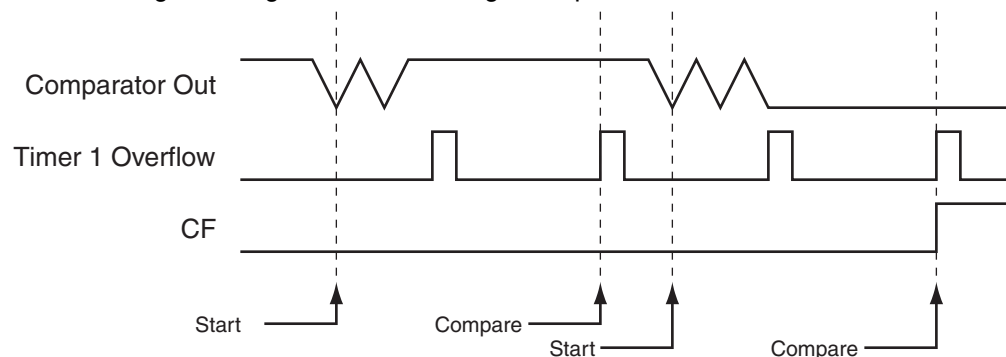 Comparator Out
Timer 1 Overflow
CF
Start Compare
Start Compare